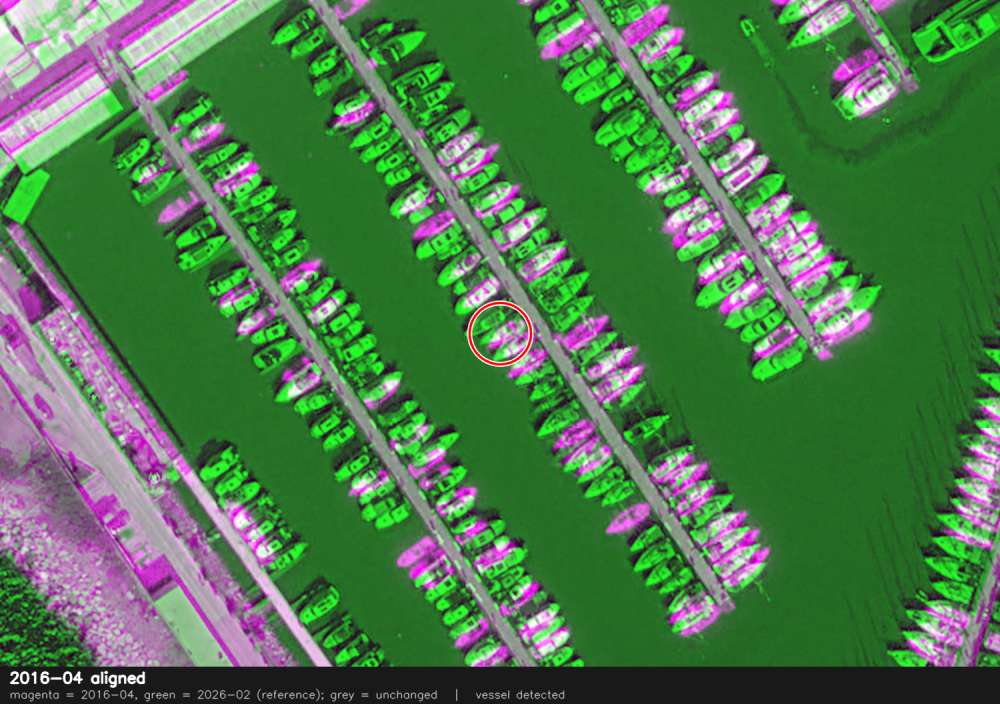 2016-04 aligned
magenta = 2016-04, green = 2026-02 (reference); grey = unchanged | vessel detected